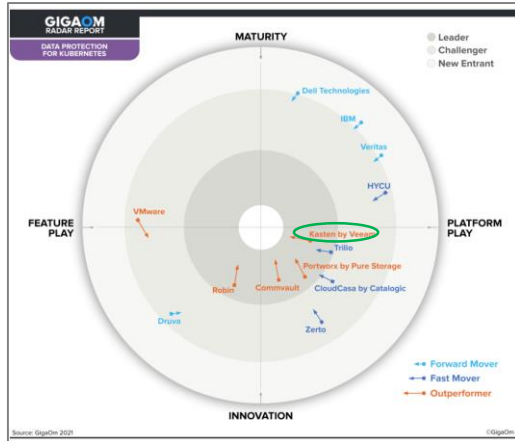 GIGAOM
RADAR REPORT
DATA PROTECTION
FOR KUBERNETES
MATURITY
Leader
Challenger
New Entrant
Dell Technologies
IBM
Veritas
HYCU
VMware
FEATURE
PLAY
PLATFORM
PLAY
Kasten by Veeam
Trilio
Portworx by Pure Storage
Robin
Commvault
CloudCasa by Catalogic
Druva
Zerto
Forward Mover
Fast Mover
Outperformer
INNOVATION
Source: GigaOm 2021
©GigaOm